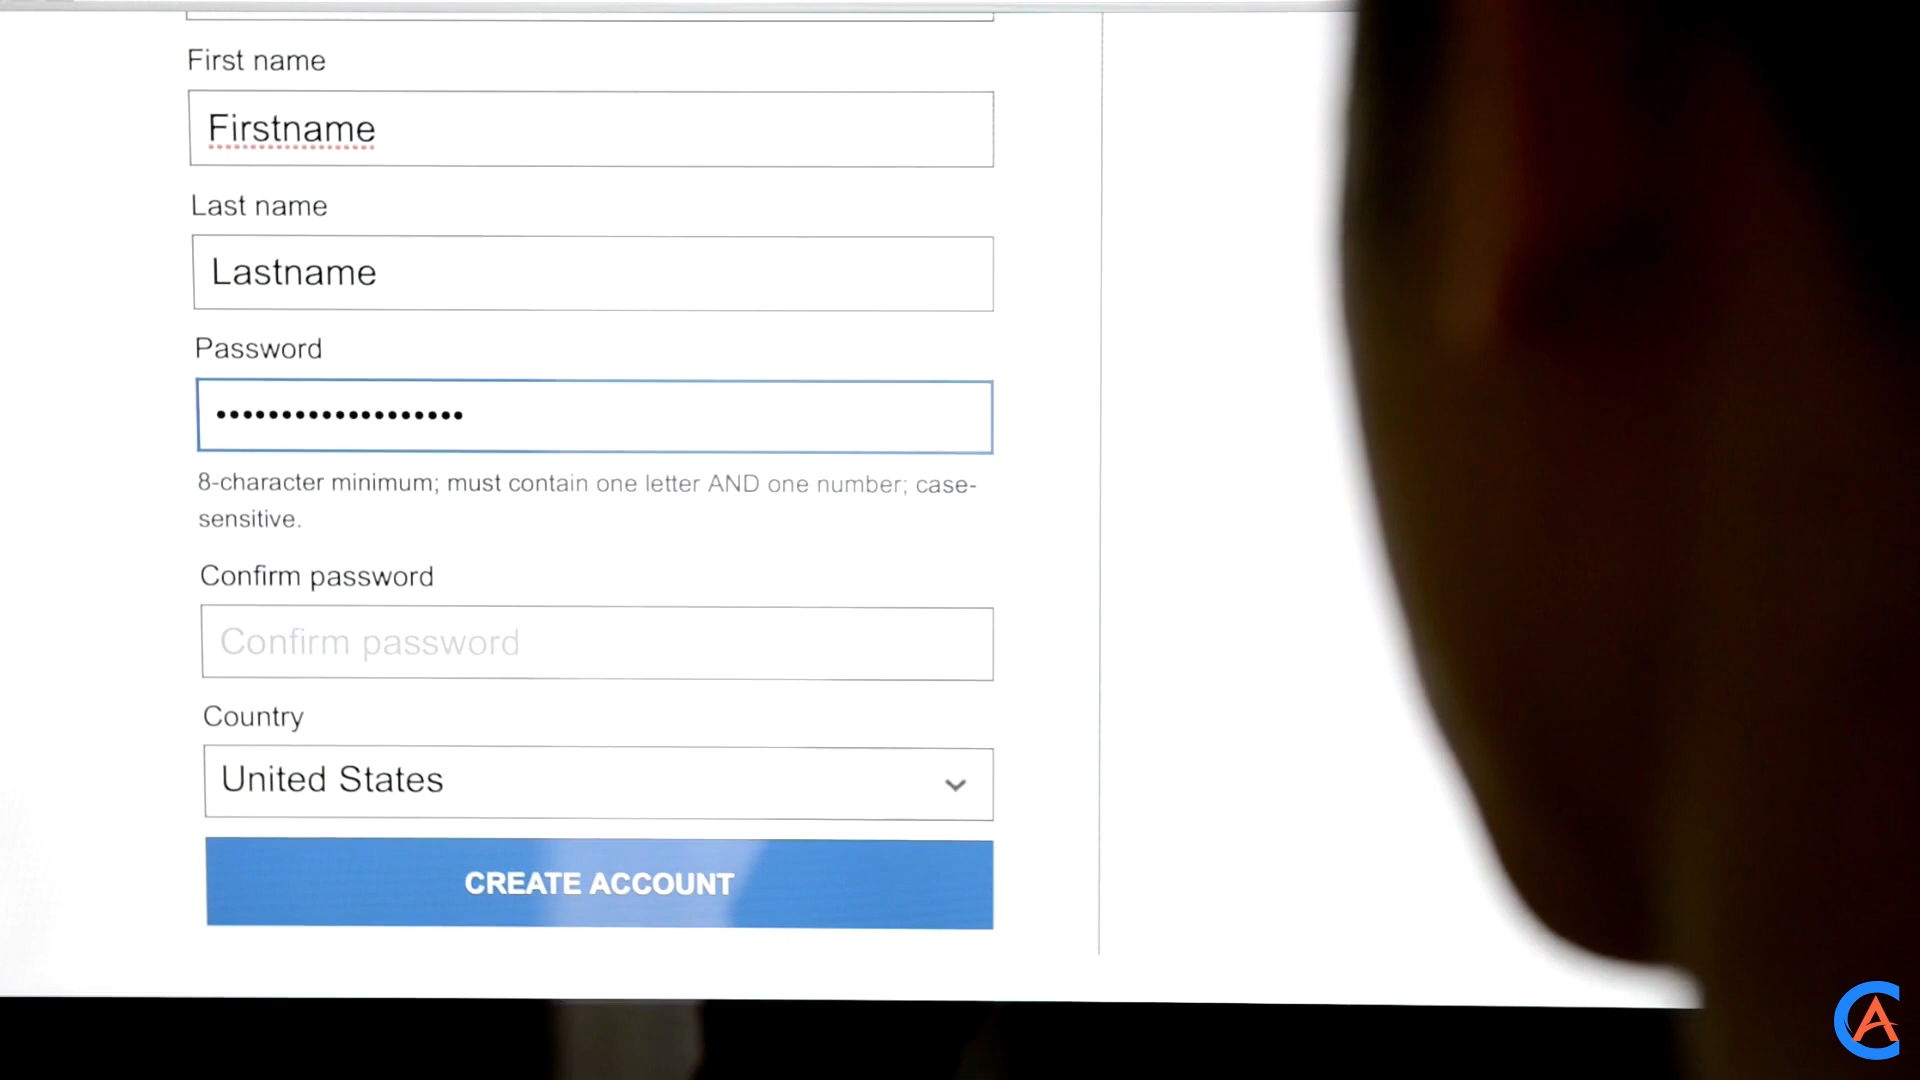 First name
Firstname
Last name
Lastname
Password
•••••••••••••••••••
8-character minimum; must contain one letter AND one number; case-
sensitive.
Confirm password
Confirm password
Country
United States
CREATE ACCOUNT
CA